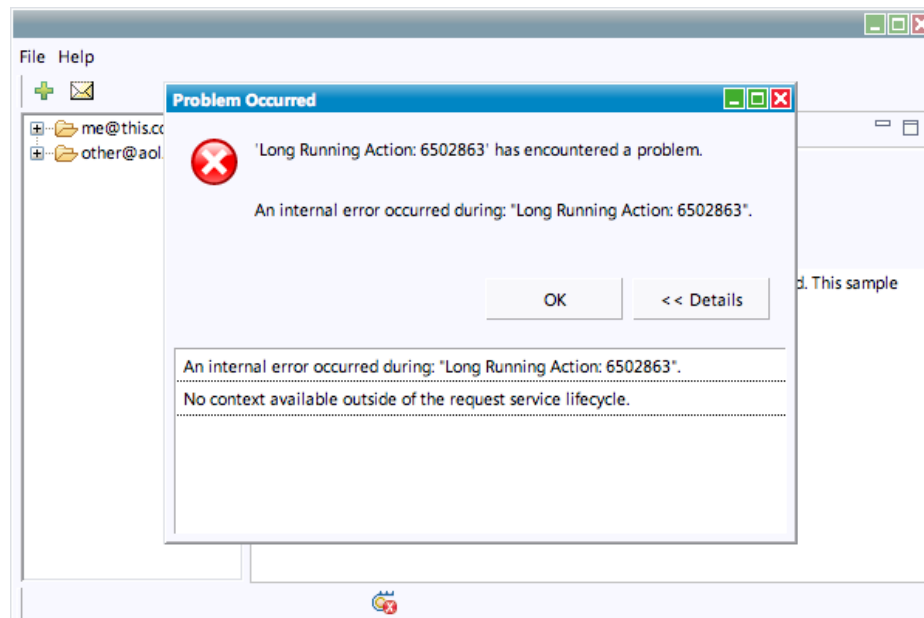 File Help
Problem Occurred
me@this.co
'Long Running Action: 6502863' has encountered a problem.
other@aol.
An internal error occurred during: "Long Running Action: 6502863".
d. This sample
OK
<< Details
An internal error occurred during: "Long Running Action: 6502863".
No context available outside of the request service lifecycle.